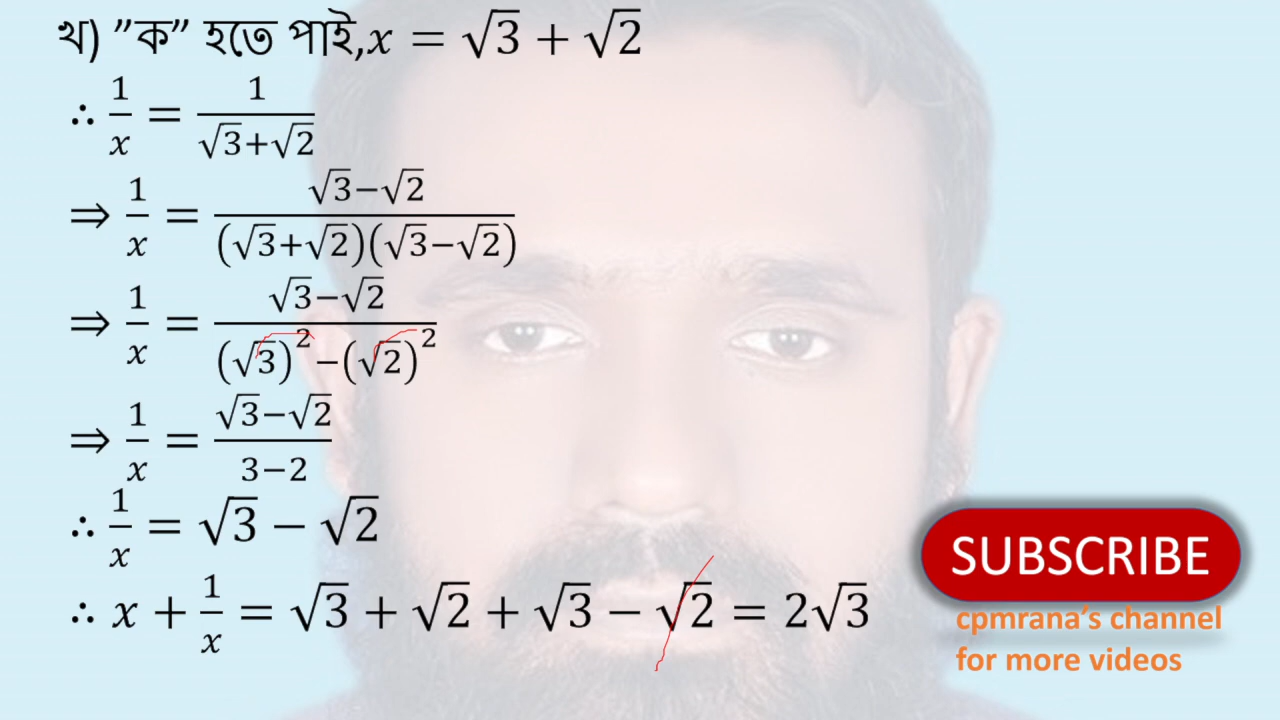 খ) ”ক” হতে পাই,x = √3 + √2
∴ 1/x = 1/(√3+√2)
⇒ 1/x = (√3−√2)/((√3+√2)(√3−√2))
⇒ 1/x = (√3−√2)/((√3)²−(√2)²)
⇒ 1/x = (√3−√2)/(3−2)
∴ 1/x = √3 − √2
∴ x + 1/x = √3 + √2 + √3 − √2 = 2√3
SUBSCRIBE
cpmrana’s channel
for more videos